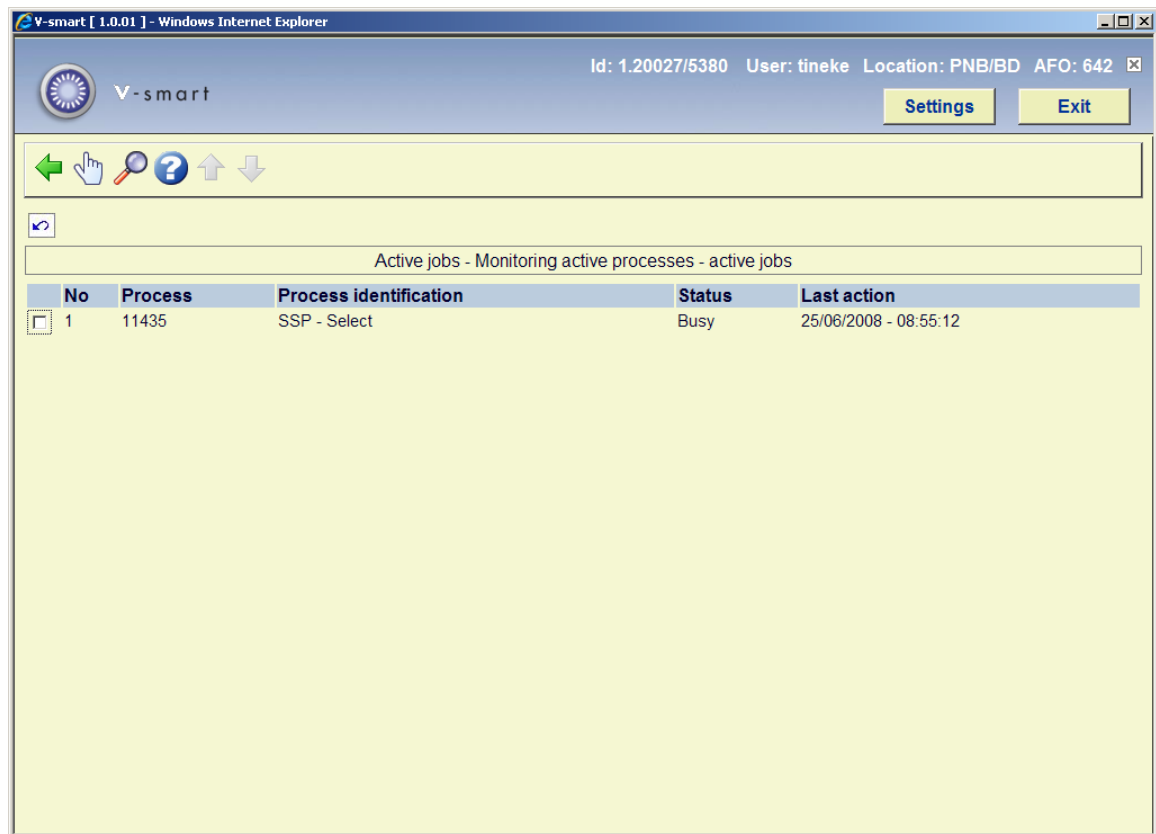 V-smart [ 1.0.01 ] - Windows Internet Explorer
Id: 1.20027/5380 User: tineke Location: PNB/BD AFO: 642
V-smart
Settings Exit
Active jobs - Monitoring active processes - active jobs
No Process Process identification Status Last action
1 11435 SSP - Select Busy 25/06/2008 - 08:55:12